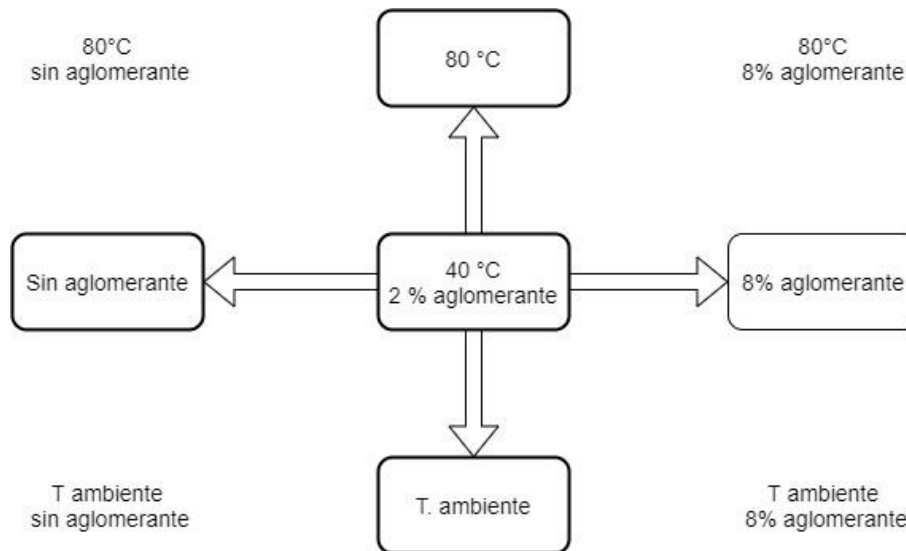 80°C
sin aglomerante
80 °C
80°C
8% aglomerante
Sin aglomerante
40 °C
2 % aglomerante
8% aglomerante
T ambiente
sin aglomerante
T. ambiente
T ambiente
8% aglomerante